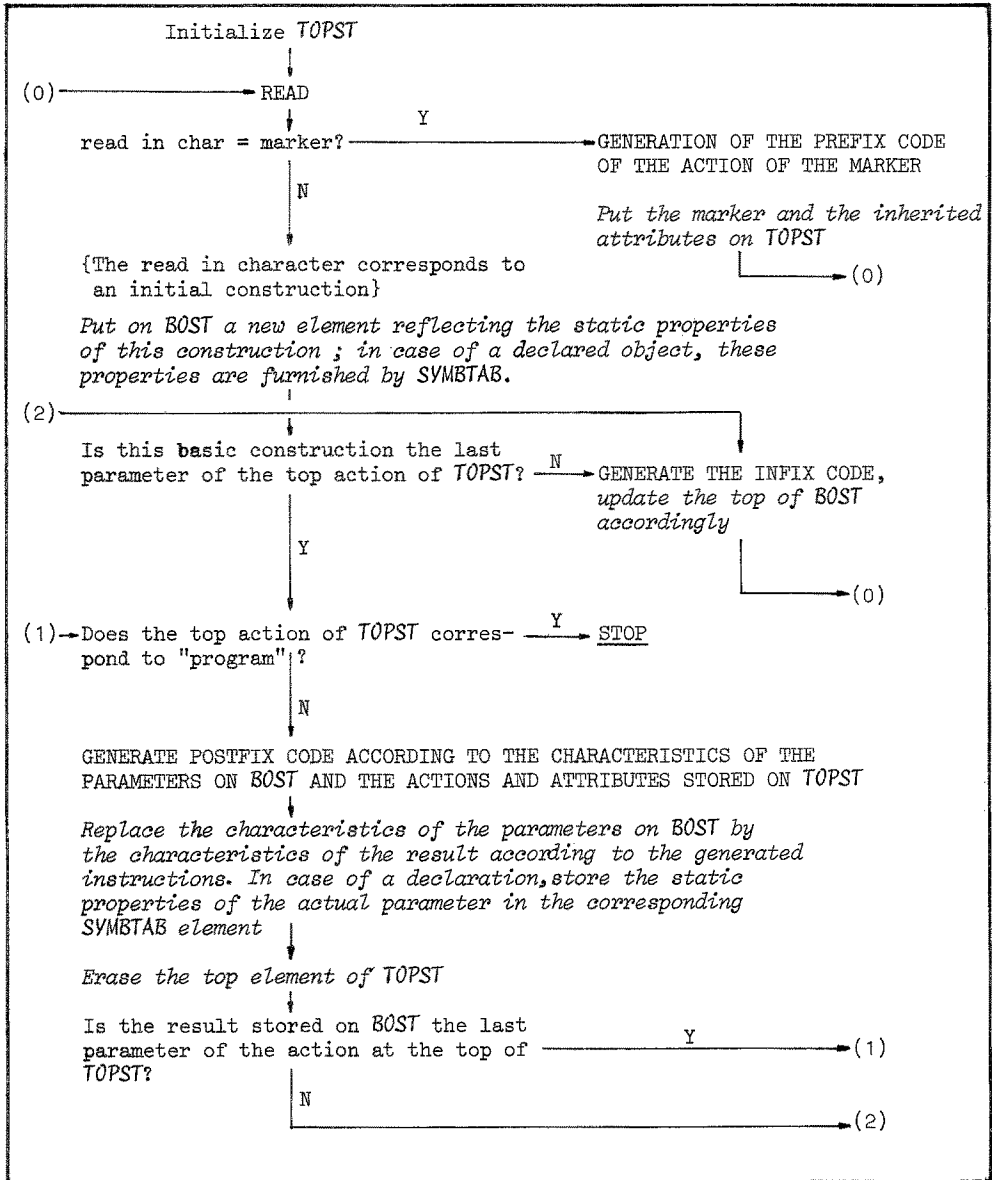 Initialize TOPST
(0) READ
read in char = marker? Y GENERATION OF THE PREFIX CODE
OF THE ACTION OF THE MARKER
N
Put the marker and the inherited
attributes on TOPST
(0)
{The read in character corresponds to
an initial construction}
Put on BOST a new element reflecting the static properties
of this construction ; in case of a declared object, these
properties are furnished by SYMBTAB.
(2)
Is this basic construction the last
parameter of the top action of TOPST? N GENERATE THE INFIX CODE,
update the top of BOST
accordingly
Y
(0)
(1) Does the top action of TOPST corres- Y STOP
pond to "program" ?
N
GENERATE POSTFIX CODE ACCORDING TO THE CHARACTERISTICS OF THE
PARAMETERS ON BOST AND THE ACTIONS AND ATTRIBUTES STORED ON TOPST
Replace the characteristics of the parameters on BOST by
the characteristics of the result according to the generated
instructions. In case of a declaration, store the static
properties of the actual parameter in the corresponding
SYMBTAB element
Erase the top element of TOPST
Is the result stored on BOST the last
parameter of the action at the top of Y (1)
TOPST?
N
(2)